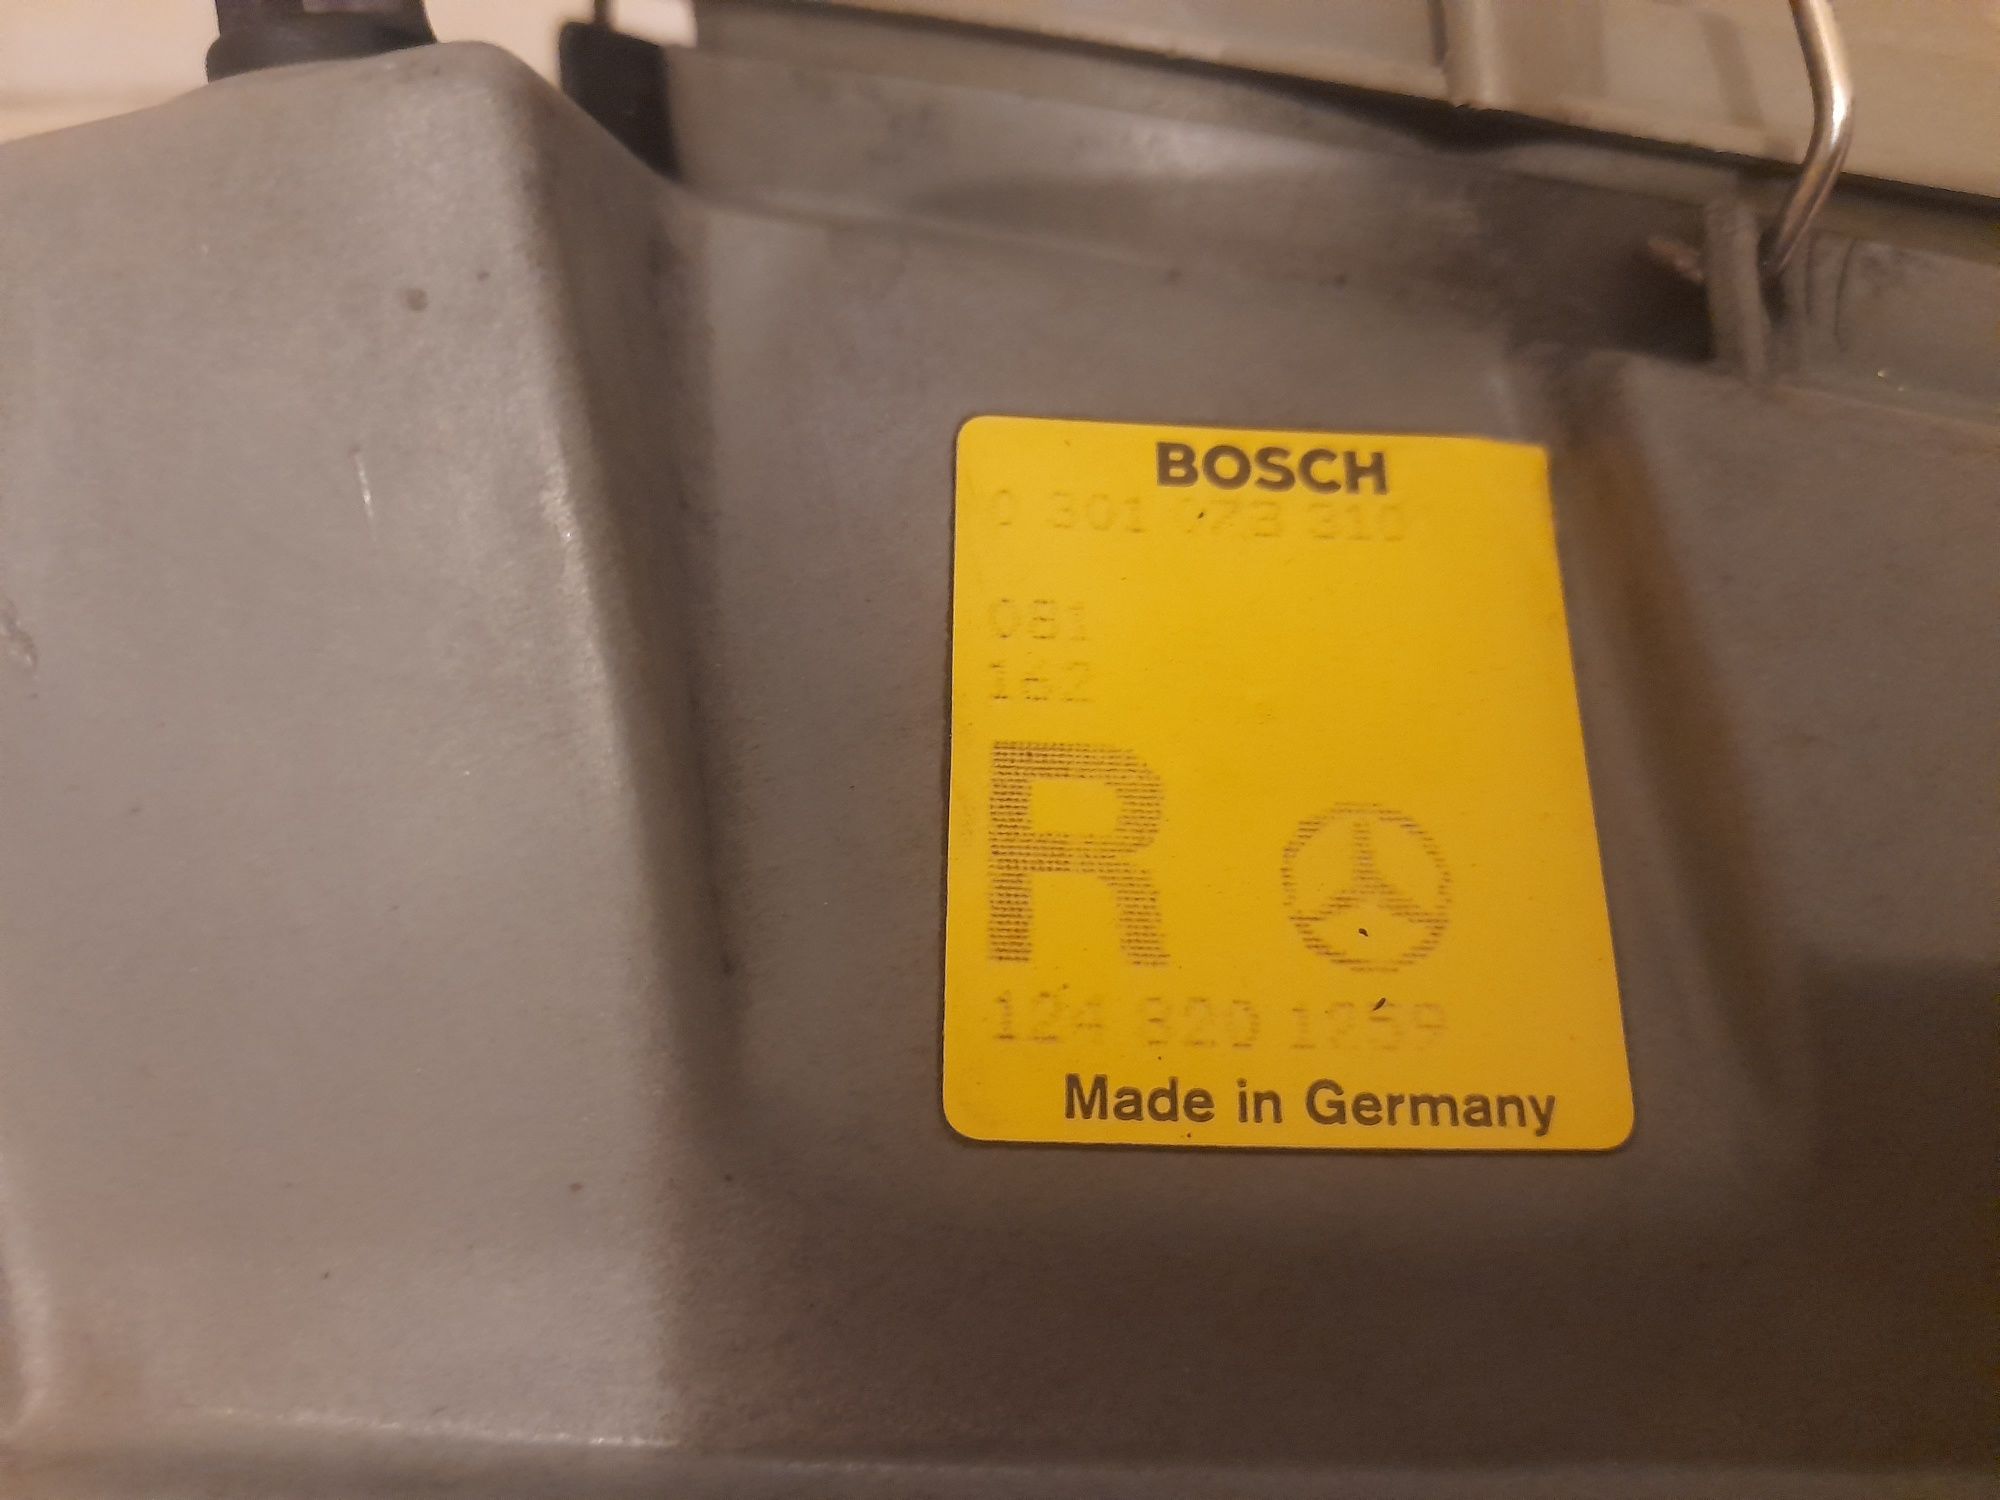 BOSCH
0 301 073 310
081
162
R
124 820 1259
Made in Germany